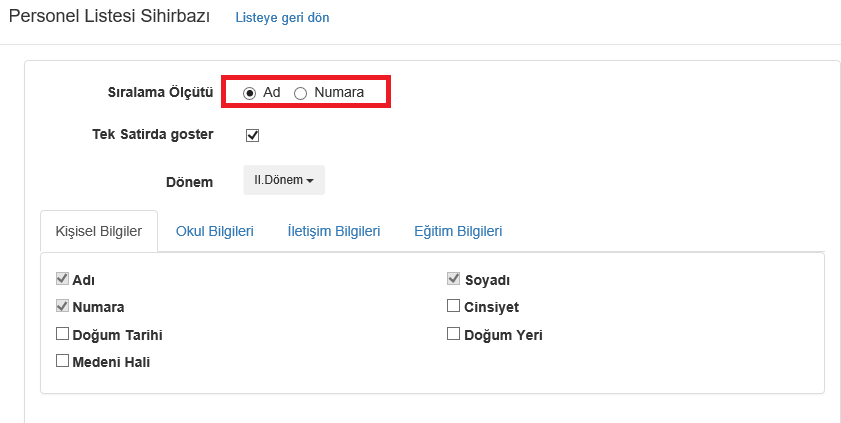 Personel Listesi Sihirbazı Listeye geri dön
Sıralama Ölçütü Ad Numara
Tek Satirda goster
Dönem II.Dönem
Kişisel Bilgiler Okul Bilgileri İletişim Bilgileri Eğitim Bilgileri
Adı Soyadı
Numara Cinsiyet
Doğum Tarihi Doğum Yeri
Medeni Hali